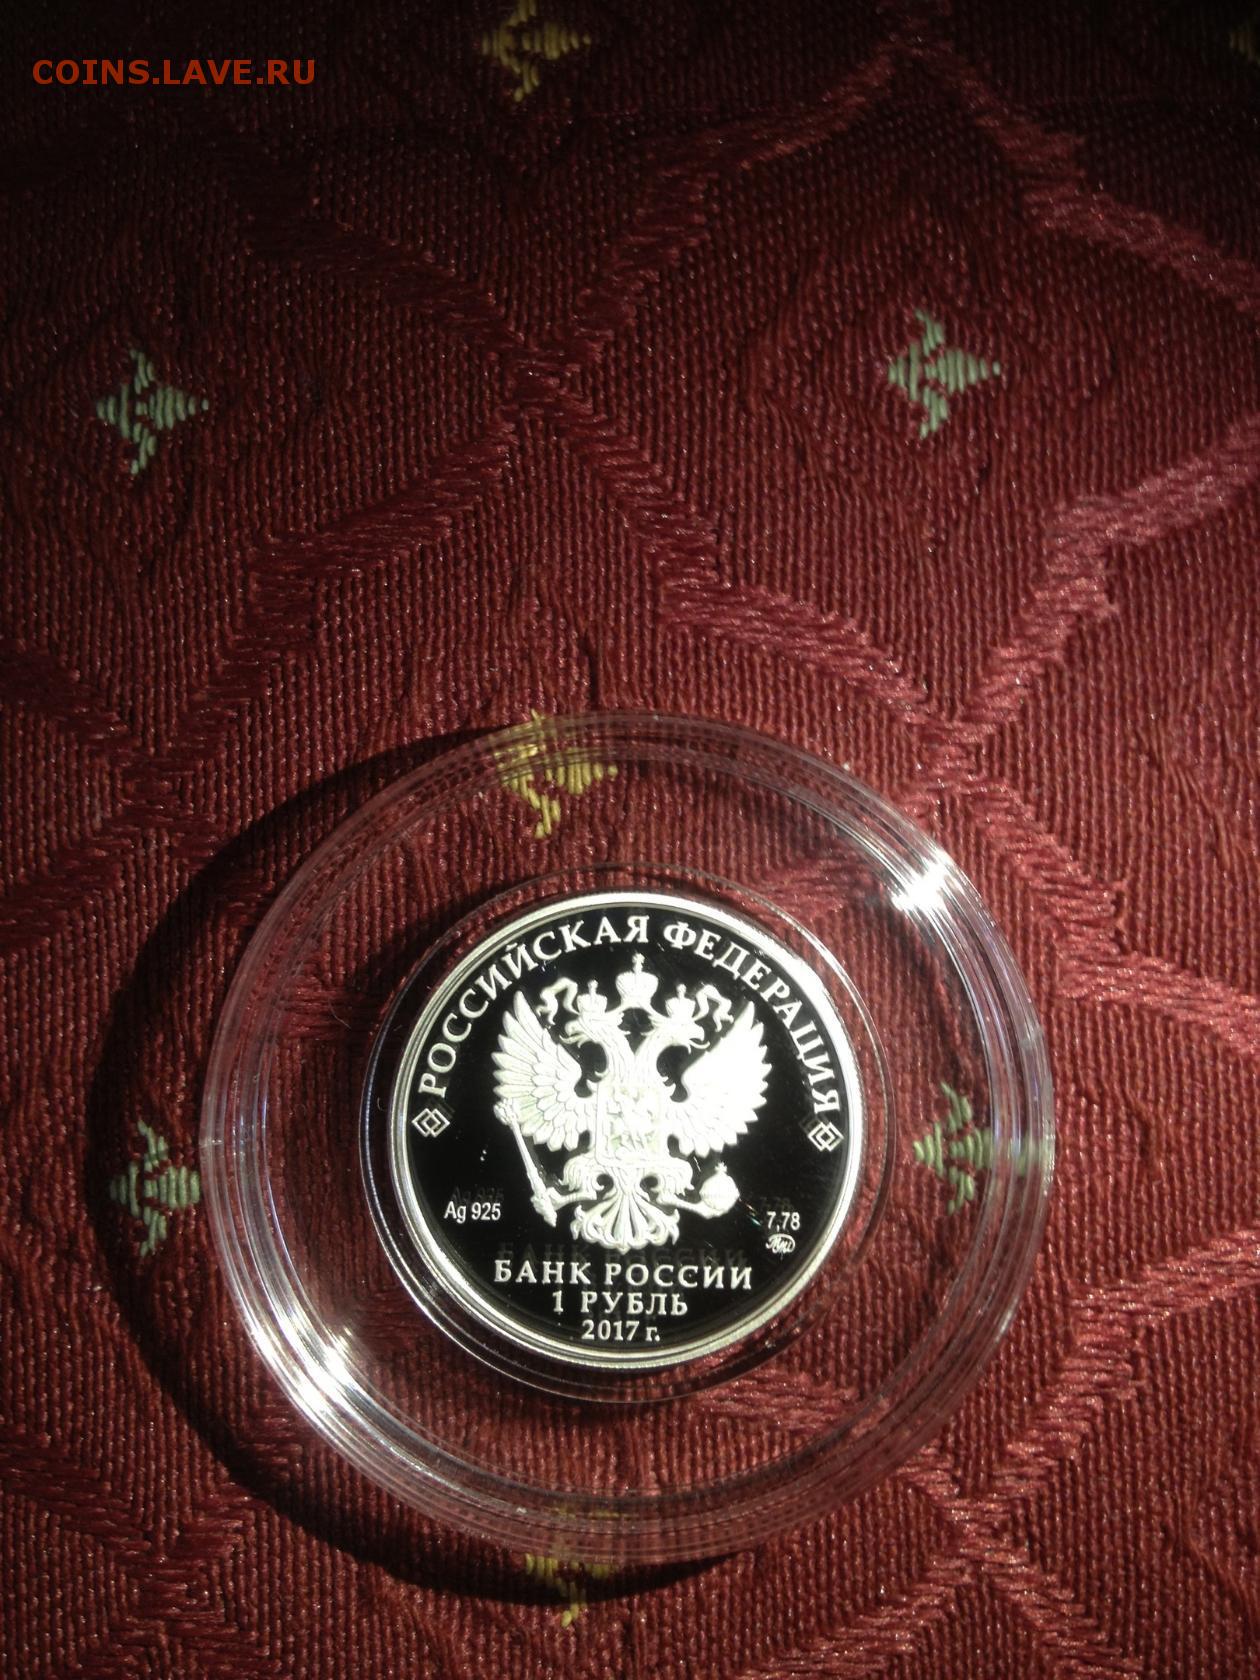 COINS.LAVE.RU
РОССИЙСКАЯ ФЕДЕРАЦИЯ
Ag 925
7,78
БАНК РОССИИ
1 РУБЛЬ
2017 г.